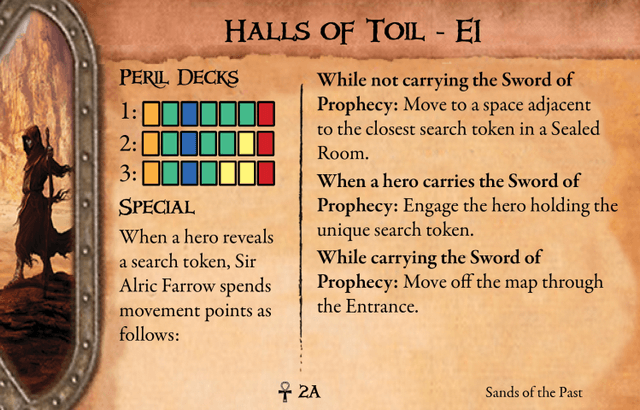 Halls of Toil - E1
Peril Decks
1:
2:
3:
Special
When a hero reveals
a search token, Sir
Alric Farrow spends
movement points as
follows:
While not carrying the Sword of
Prophecy: Move to a space adjacent
to the closest search token in a Sealed
Room.
When a hero carries the Sword of
Prophecy: Engage the hero holding the
unique search token.
While carrying the Sword of
Prophecy: Move off the map through
the Entrance.
2A
Sands of the Past